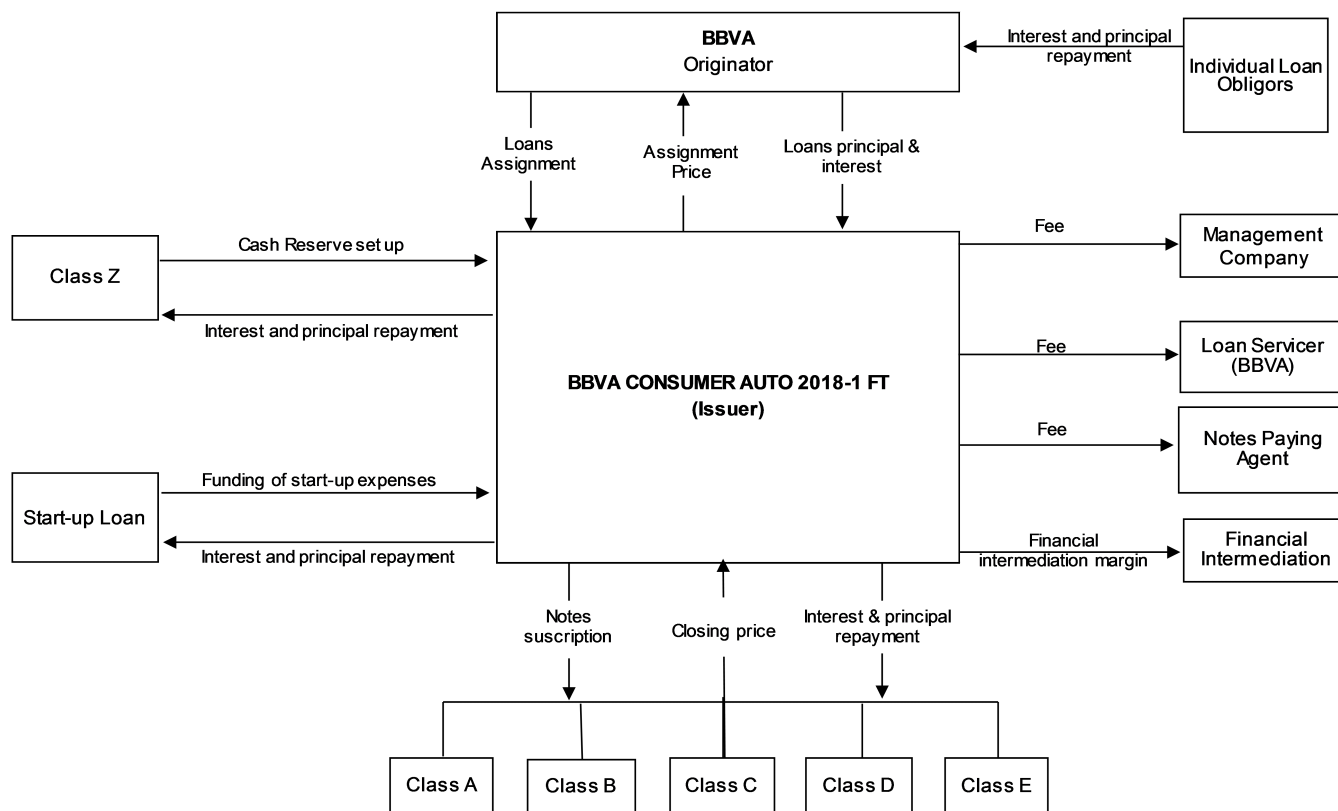 BBVA
Originator
Interest and principal
repayment
Individual Loan
Obligors
Loans
Assignment
Assignment
Price
Loans principal &
interest
Class Z
Cash Reserve set up
Interest and principal repayment
Start-up Loan
Funding of start-up expenses
Interest and principal repayment
BBVA CONSUMER AUTO 2018-1 FT
(Issuer)
Fee
Management
Company
Fee
Loan Servicer
(BBVA)
Fee
Notes Paying
Agent
Financial
intermediation margin
Financial
Intermediation
Notes
suscription
Closing price
Interest & principal
repayment
Class A
Class B
Class C
Class D
Class E